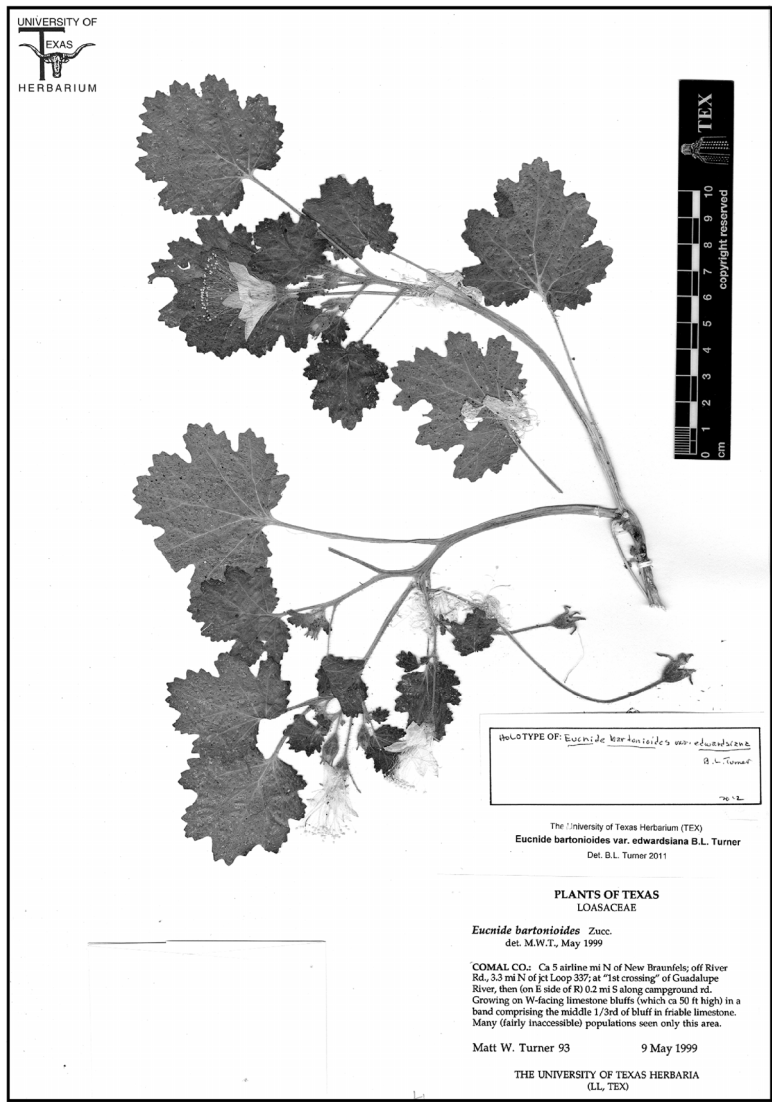 UNIVERSITY OF
TEXAS
HERBARIUM
TEX
copyright reserved
0 1 2 3 4 5 6 7 8 9 10
cm
HOLOTYPE OF: Eucnide bartonioides var. edwardsiana
B.L. Turner
The University of Texas Herbarium (TEX)
Eucnide bartonioides var. edwardsiana B.L. Turner
Det. B.L. Turner 2011
PLANTS OF TEXAS
LOASACEAE
Eucnide bartonioides Zucc.
det. M.W.T., May 1999
COMAL CO.: Ca 5 airline mi N of New Braunfels; off River
Rd., 3.3 mi N of jct Loop 337; at "1st crossing" of Guadalupe
River, then (on E side of R) 0.2 mi S along campground rd.
Growing on W-facing limestone bluffs (which ca 50 ft high) in a
band comprising the middle 1/3rd of bluff in friable limestone.
Many (fairly inaccessible) populations seen only this area.
Matt W. Turner 93 9 May 1999
THE UNIVERSITY OF TEXAS HERBARIA
(LL, TEX)